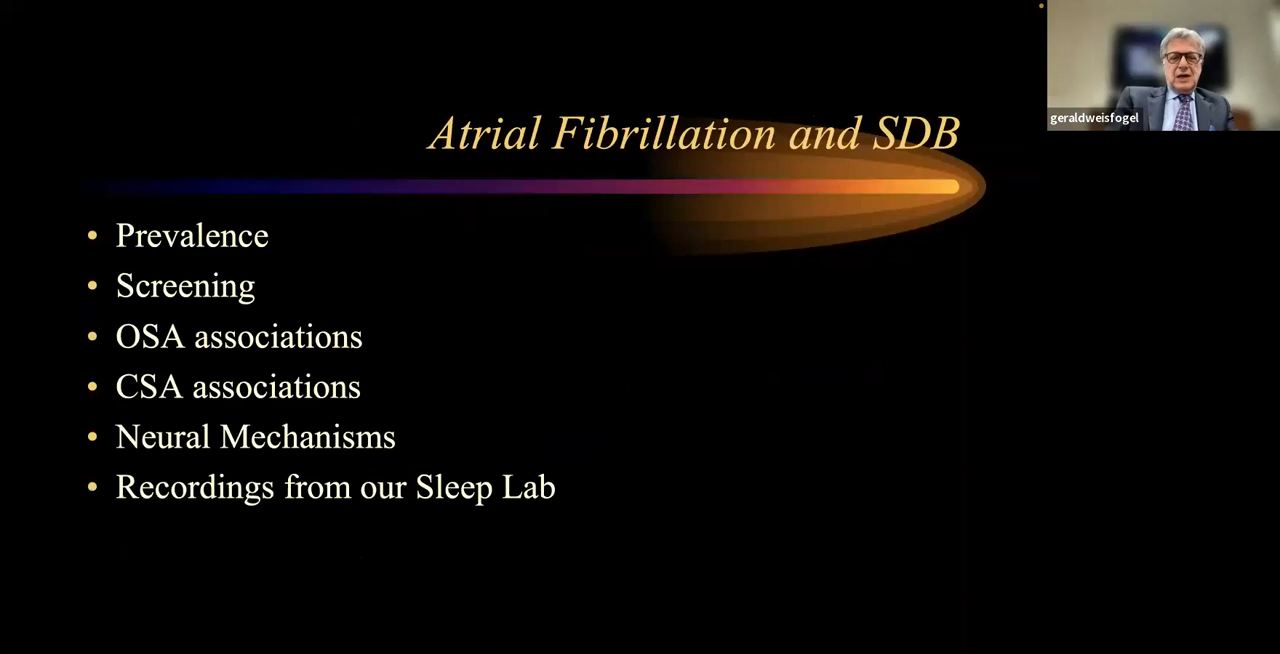 Atrial Fibrillation and SDB
geraldweisfogel
• Prevalence
• Screening
• OSA associations
• CSA associations
• Neural Mechanisms
• Recordings from our Sleep Lab